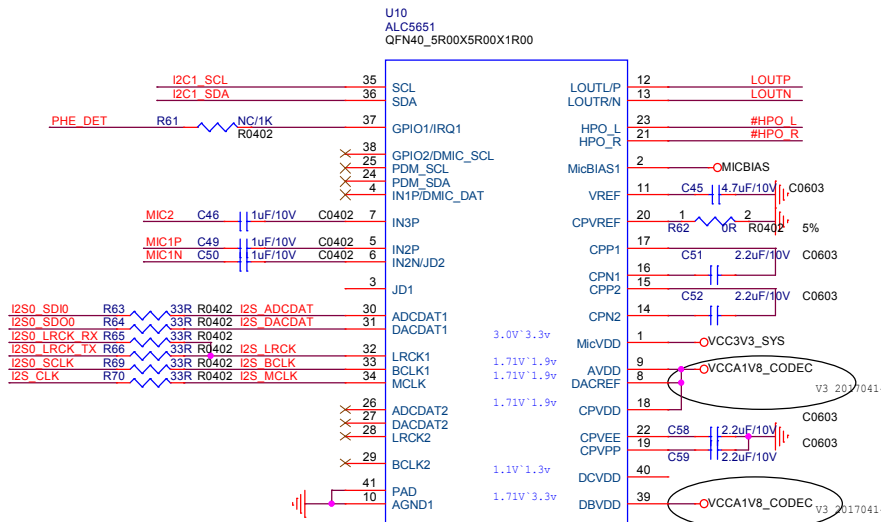 U10
ALC5651
QFN40_5R00X5R00X1R00
I2C1_SCL 35 SCL LOUTL/P 12 LOUTP
I2C1_SDA 36 SDA LOUTR/N 13 LOUTN
PHE_DET R61 NC/1K R0402 37 GPIO1/IRQ1 HPO_L 23 #HPO_L
HPO_R 21 #HPO_R
38 GPIO2/DMIC_SCL
25 PDM_SCL MicBIAS1 2 MICBIAS
24 PDM_SDA
4 IN1P/DMIC_DAT VREF 11 C45 4.7uF/10V C0603
MIC2 C46 1uF/10V C0402 7 IN3P CPVREF 20 1 2 R62 0R R0402 5%
MIC1P C49 1uF/10V C0402 5 IN2P CPP1 17
MIC1N C50 1uF/10V C0402 6 IN2N/JD2 C51 2.2uF/10V C0603
CPN1 16
3 JD1 CPP2 15
C52 2.2uF/10V C0603
I2S0_SDI0 R63 33R R0402 I2S_ADCDAT 30 ADCDAT1 CPN2 14
I2S0_SDO0 R64 33R R0402 I2S_DACDAT 31 DACDAT1
I2S0_LRCK_RX R65 33R R0402 3.0V`3.3v MicVDD 1 VCC3V3_SYS
I2S0_LRCK_TX R66 33R R0402 I2S_LRCK 32 LRCK1
I2S0_SCLK R69 33R R0402 I2S_BCLK 33 BCLK1 1.71V`1.9v AVDD 9 VCCA1V8_CODEC
I2S_CLK R70 33R R0402 I2S_MCLK 34 MCLK 1.71V`1.9v DACREF 8
V3 201704
26 ADCDAT2 1.71V`1.9v CPVDD 18
27 DACDAT2
28 LRCK2 CPVEE 22 C58 2.2uF/10V C0603
CPVPP 19 C59 2.2uF/10V C0603
29 BCLK2
1.1V`1.3v DCVDD 40
41 PAD
10 AGND1 1.71V`3.3v DBVDD 39 VCCA1V8_CODEC
V3 201704